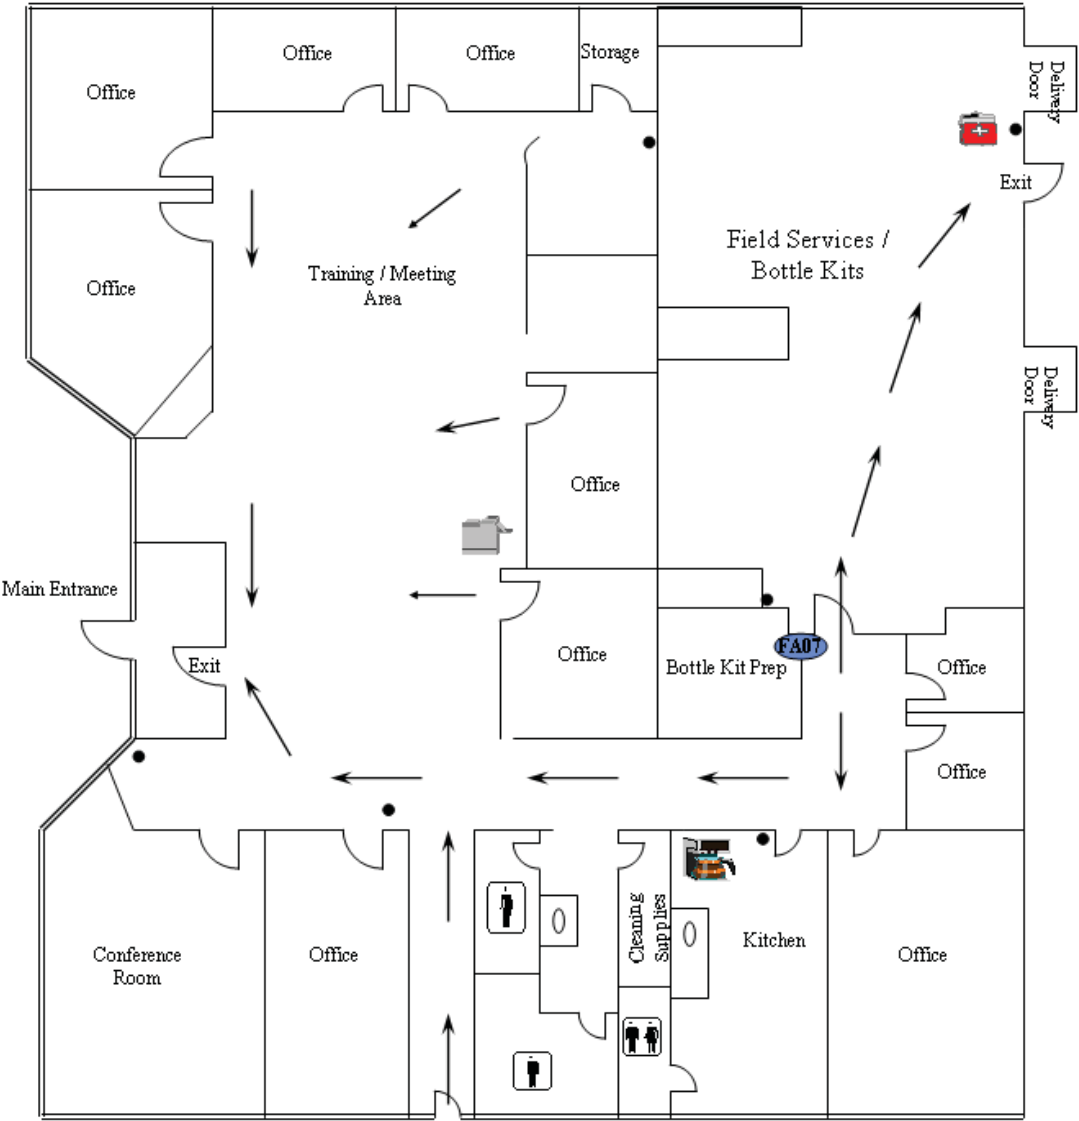 Office
Office
Storage
Office
Delivery
Door
Exit
Field Services /
Bottle Kits
Training / Meeting
Area
Office
Delivery
Door
Office
Main Entrance
Exit
Office
Bottle Kit Prep
FA07
Office
Office
Cleaning
Supplies
Kitchen
Conference
Room
Office
Office